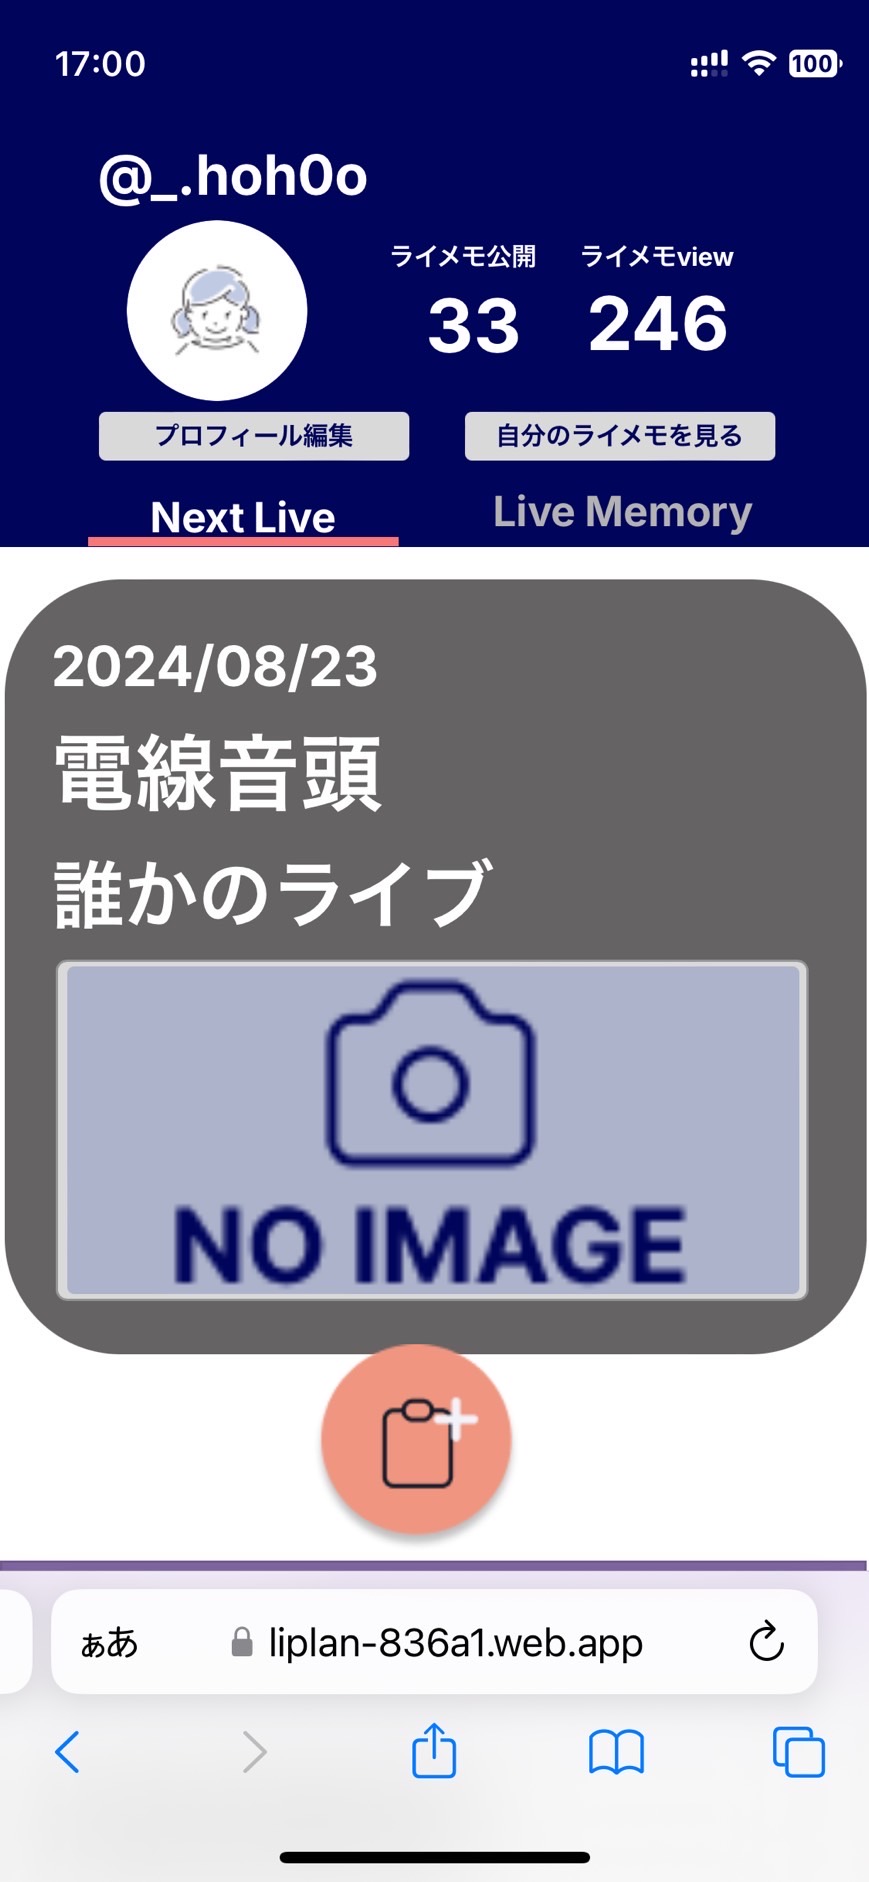 17:00
100
@_.hoh0o
ライメモ公開 ライメモview
33 246
プロフィール編集 自分のライメモを見る
Next Live Live Memory
2024/08/23
電線音頭
誰かのライブ
NO IMAGE
ぁあ liplan-836a1.web.app